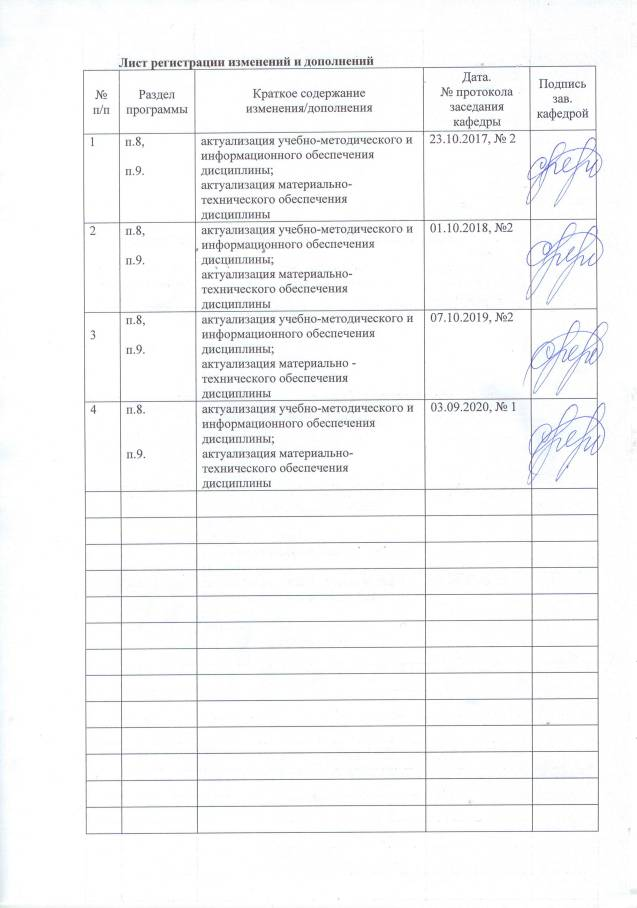 Лист регистрации изменений и дополнений
№
п/п
Раздел
программы
Краткое содержание
изменения/дополнения
Дата.
№ протокола
заседания
кафедры
Подпись
зав.
кафедрой
1
п.8,
п.9.
актуализация учебно-методического и
информационного обеспечения
дисциплины;
актуализация материально-
технического обеспечения
дисциплины
23.10.2017, № 2
2
п.8,
п.9.
актуализация учебно-методического и
информационного обеспечения
дисциплины;
актуализация материально-
технического обеспечения
дисциплины
01.10.2018, №2
3
п.8,
п.9.
актуализация учебно-методического и
информационного обеспечения
дисциплины;
актуализация материально -
технического обеспечения
дисциплины
07.10.2019, №2
4
п.8.
п.9.
актуализация учебно-методического и
информационного обеспечения
дисциплины;
актуализация материально-
технического обеспечения
дисциплины
03.09.2020, № 1